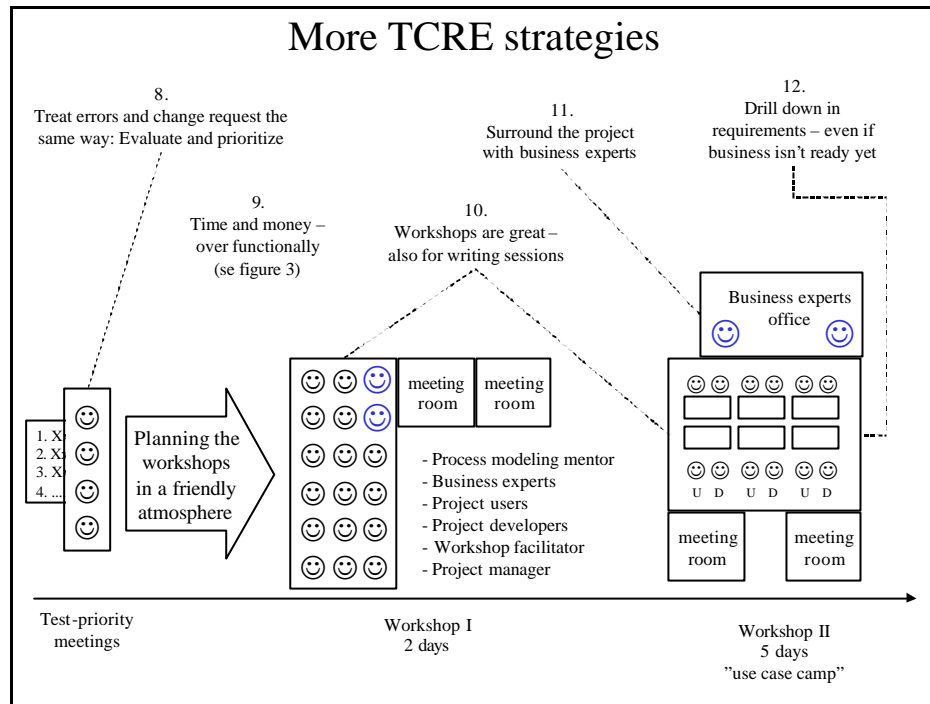 More TCRE strategies
8.
Treat errors and change request the
same way: Evaluate and prioritize
9.
Time and money –
over functionally
(se figure 3)
10.
Workshops are great –
also for writing sessions
11.
Surround the project
with business experts
12.
Drill down in
requirements – even if
business isn't ready yet
1. X
2. X
3. X
4. ...
Planning the
workshops
in a friendly
atmosphere
meeting
room
meeting
room
- Process modeling mentor
- Business experts
- Project users
- Project developers
- Workshop facilitator
- Project manager
Business experts
office
U D U D U D
meeting
room
meeting
room
Test-priority
meetings
Workshop I
2 days
Workshop II
5 days
”use case camp”